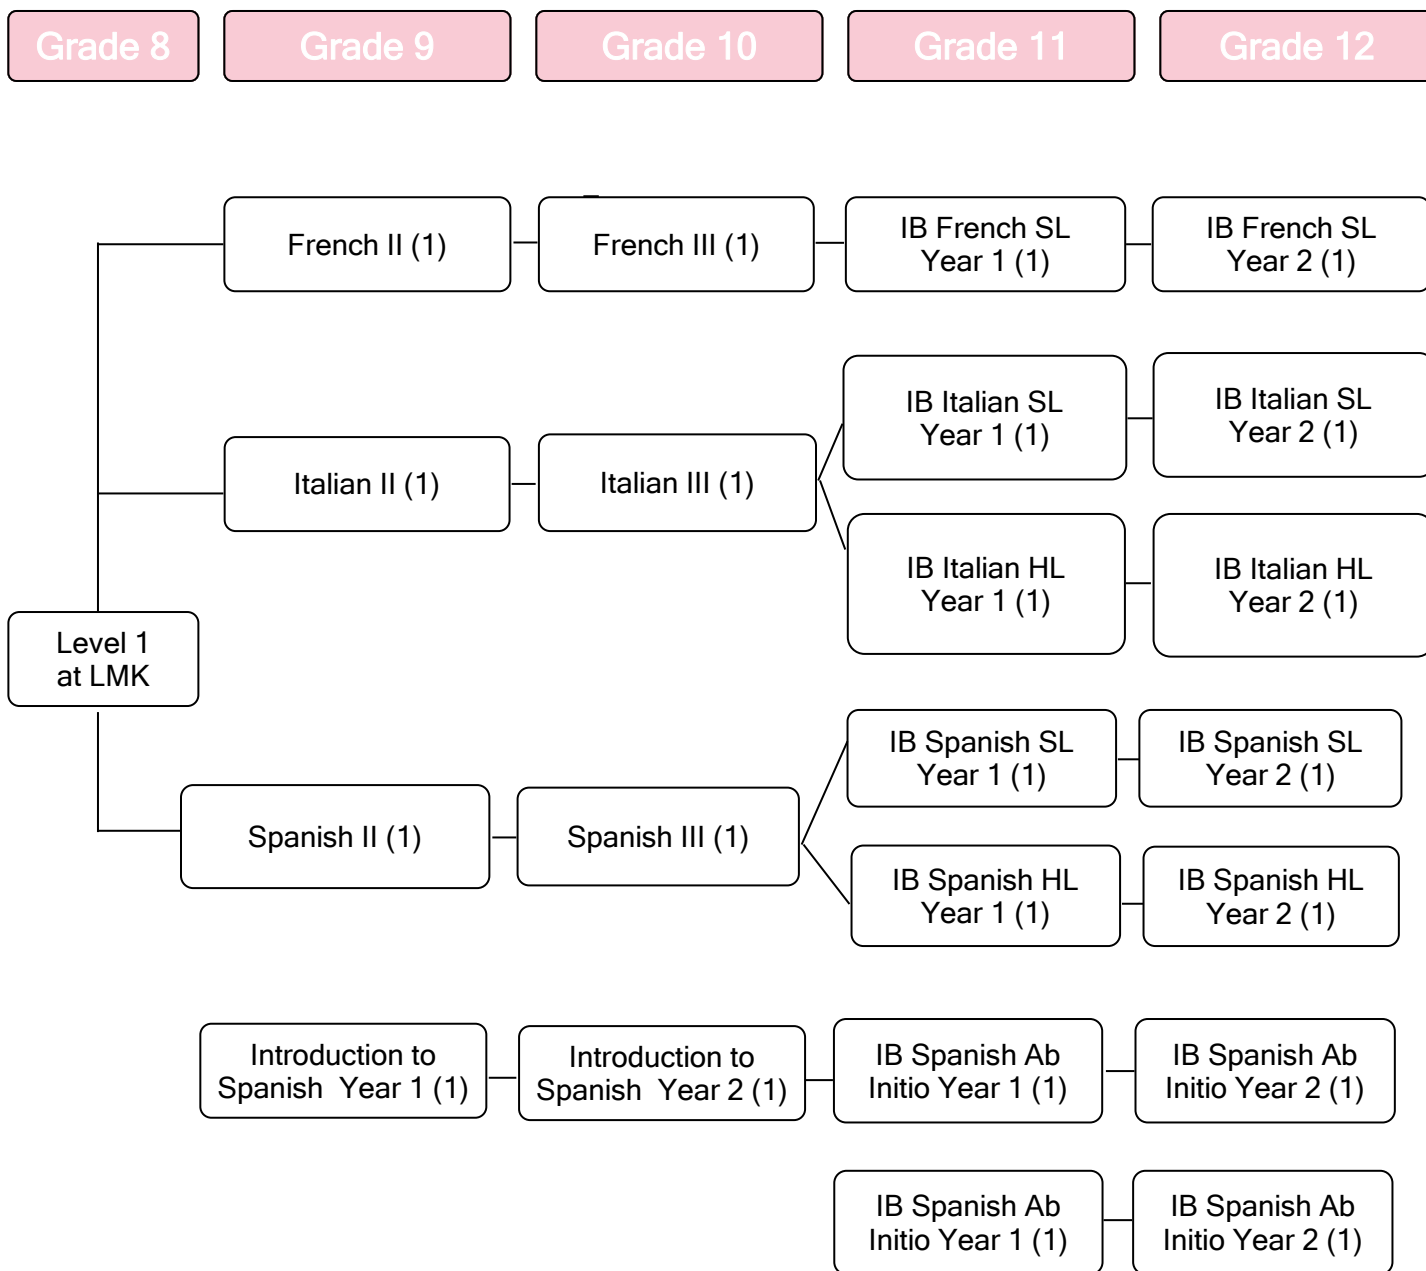 Grade 8
Grade 9
Grade 10
Grade 11
Grade 12
French II (1)
French III (1)
IB French SL
Year 1 (1)
IB French SL
Year 2 (1)
Italian II (1)
Italian III (1)
IB Italian SL
Year 1 (1)
IB Italian SL
Year 2 (1)
IB Italian HL
Year 1 (1)
IB Italian HL
Year 2 (1)
Level 1
at LMK
Spanish II (1)
Spanish III (1)
IB Spanish SL
Year 1 (1)
IB Spanish SL
Year 2 (1)
IB Spanish HL
Year 1 (1)
IB Spanish HL
Year 2 (1)
Introduction to
Spanish  Year 1 (1)
Introduction to
Spanish  Year 2 (1)
IB Spanish Ab
Initio Year 1 (1)
IB Spanish Ab
Initio Year 2 (1)
IB Spanish Ab
Initio Year 1 (1)
IB Spanish Ab
Initio Year 2 (1)